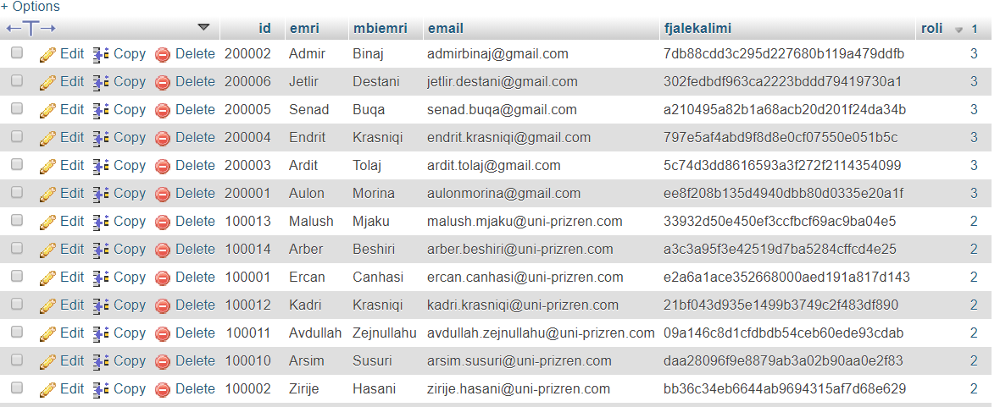 + Options
id emri mbiemri email fjalekalimi roli 1
Edit Copy Delete 200002 Admir Binaj admirbinaj@gmail.com 7db88cdd3c295d227680b119a479ddfb 3
Edit Copy Delete 200006 Jetlir Destani jetlir.destani@gmail.com 302fedbdf963ca2223bddd79419730a1 3
Edit Copy Delete 200005 Senad Buqa senad.buqa@gmail.com a210495a82b1a68acb20d201f24da34b 3
Edit Copy Delete 200004 Endrit Krasniqi endrit.krasniqi@gmail.com 797e5af4abd9f8d8e0cf07550e051b5c 3
Edit Copy Delete 200003 Ardit Tolaj ardit.tolaj@gmail.com 5c74d3dd8616593a3f272f2114354099 3
Edit Copy Delete 200001 Aulon Morina aulonmorina@gmail.com ee8f208b135d4940dbb80d0335e20a1f 3
Edit Copy Delete 100013 Malush Mjaku malush.mjaku@uni-prizren.com 33932d50e450ef3ccfbcf69ac9ba04e5 2
Edit Copy Delete 100014 Arber Beshiri arber.beshiri@uni-prizren.com a3c3a95f3e42519d7ba5284cffcd4e25 2
Edit Copy Delete 100001 Ercan Canhasi ercan.canhasi@uni-prizren.com e2a6a1ace352668000aed191a817d143 2
Edit Copy Delete 100012 Kadri Krasniqi kadri.krasniqi@uni-prizren.com 21bf043d935e1499b3749c2f483df890 2
Edit Copy Delete 100011 Avdullah Zejnullahu avdullah.zejnullahu@uni-prizren.com 09a146c8d1cfdbdb54ceb60ede93cdab 2
Edit Copy Delete 100010 Arsim Susuri arsim.susuri@uni-prizren.com daa28096f9e8879ab3a02b90aa0e2f83 2
Edit Copy Delete 100002 Zirije Hasani zirije.hasani@uni-prizren.com bb36c34eb6644ab9694315af7d68e629 2